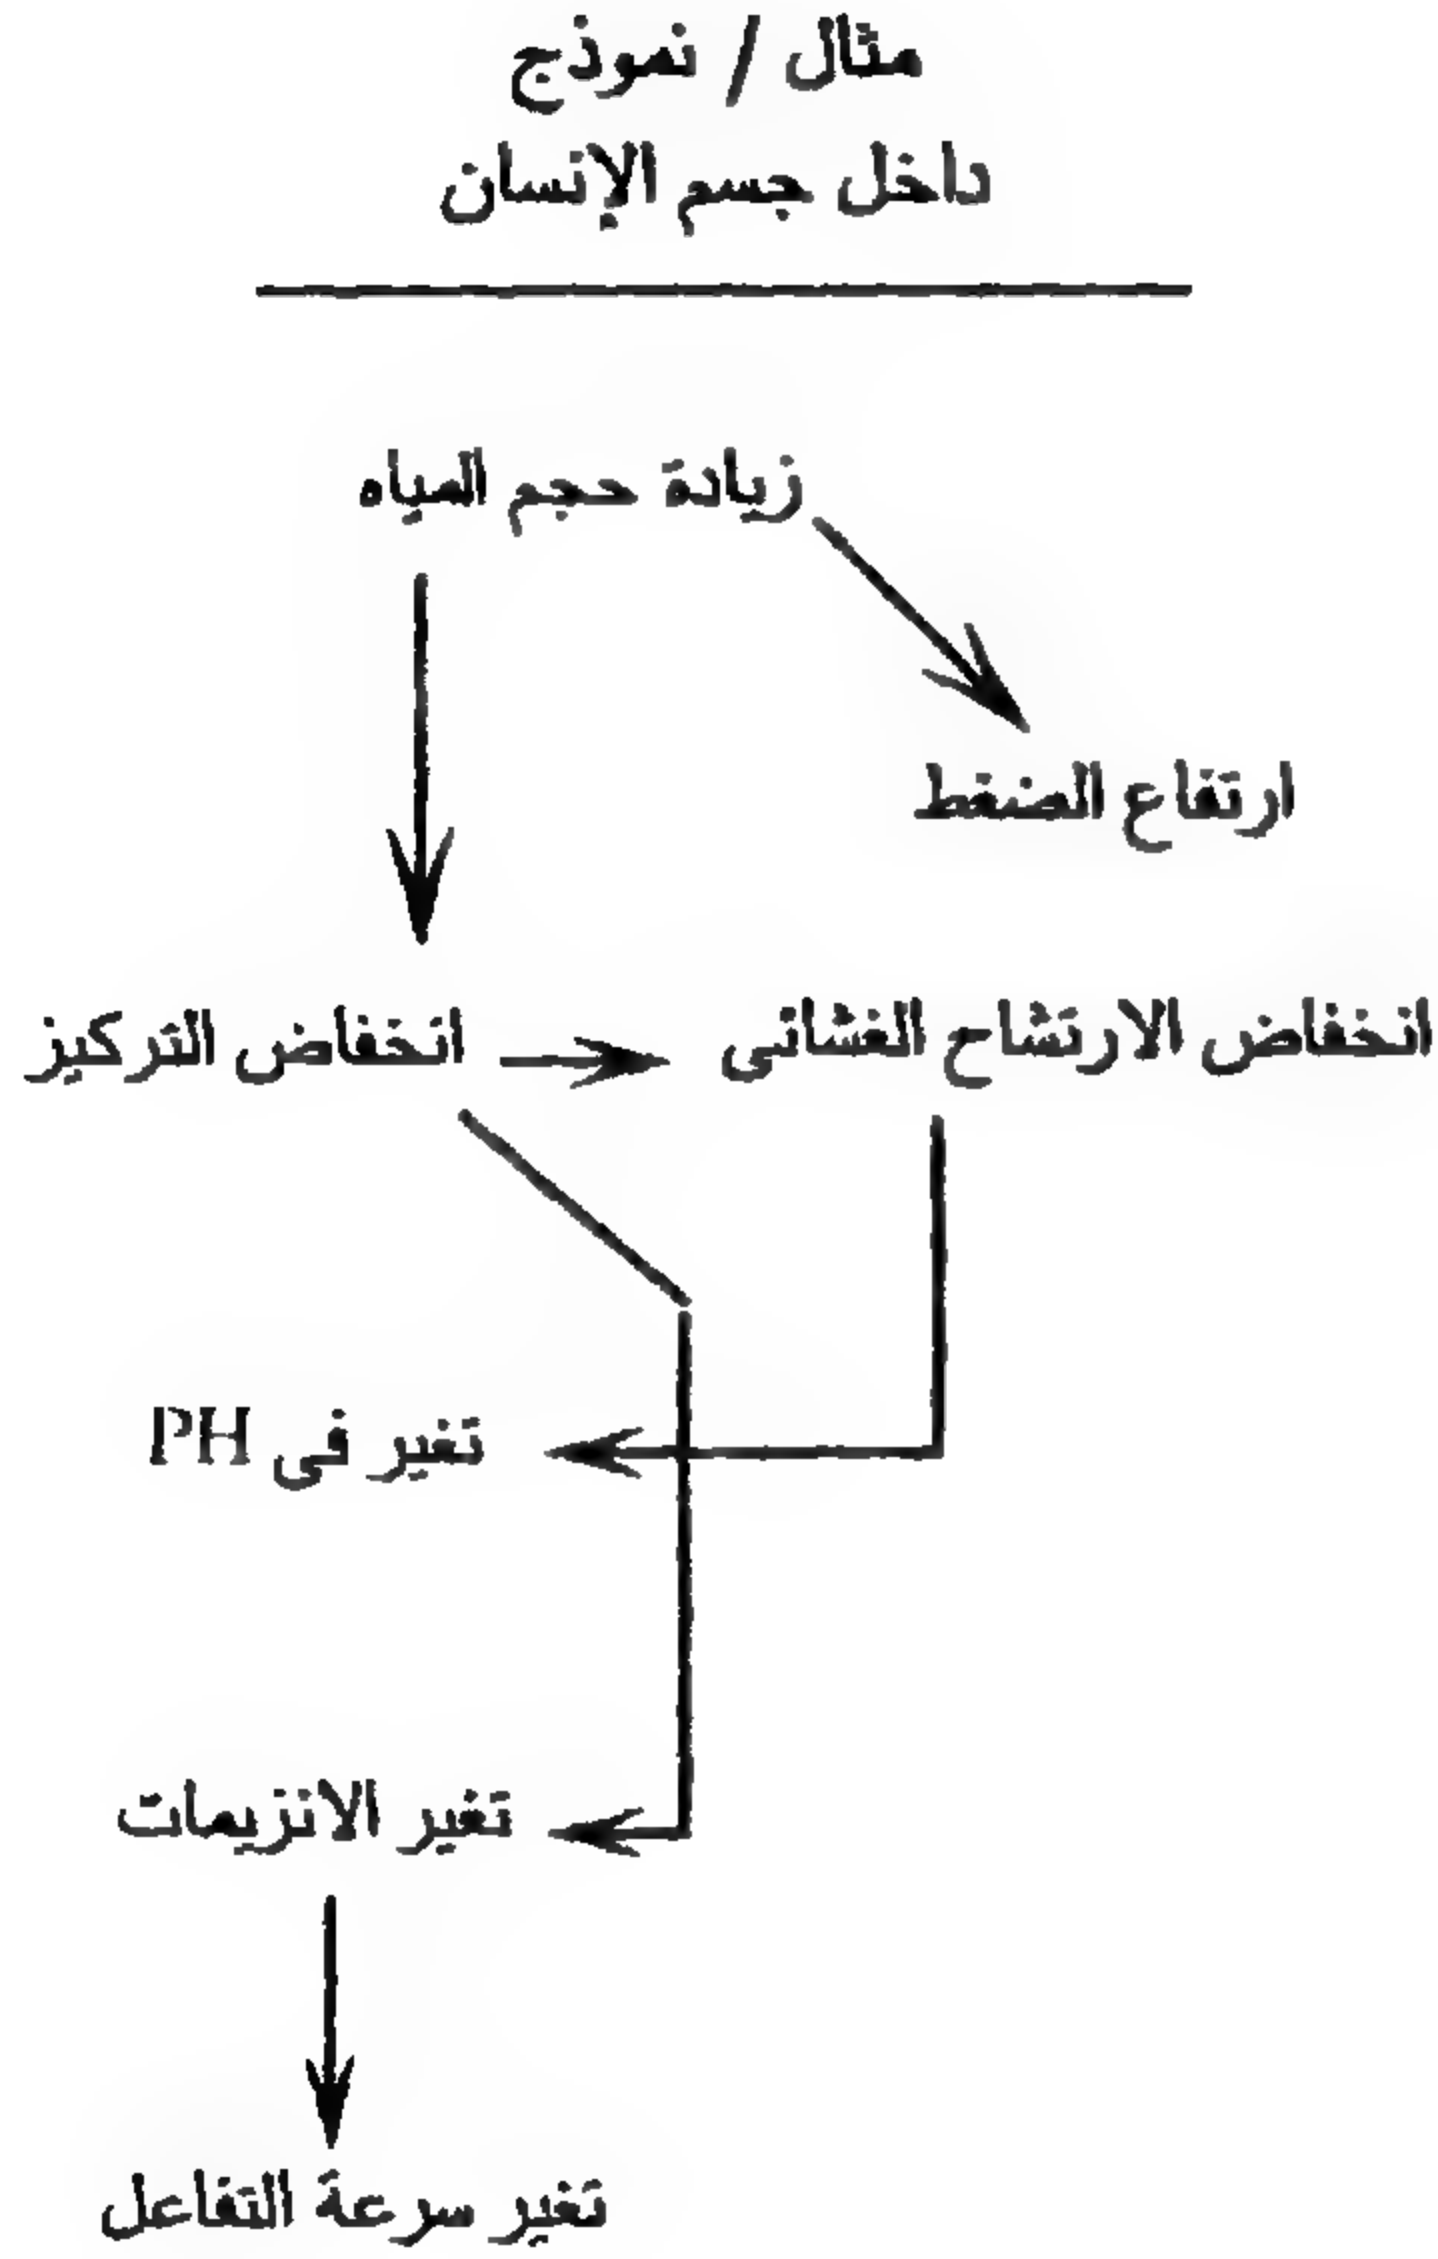 مثال / نموذج
داخل جسم الإنسان
زيادة حجم المياه
ارتفاع الضغط
انخفاض الارتشاح الغشائى
انخفاض التركيز
تغير فى PH
تغير الانزيمات
تغير سرعة التفاعل